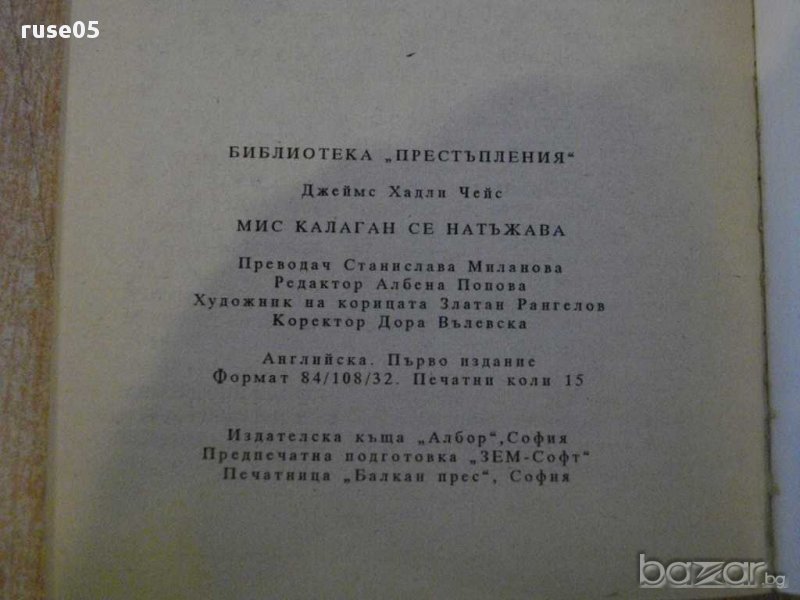 ruse05
БИБЛИОТЕКА „ПРЕСТЪПЛЕНИЯ“
Джеймс Хадли Чейс
МИС КАЛАГАН СЕ НАТЪЖАВА
Преводач Станислава Миланова
Редактор Албена Попова
Художник на корицата Златан Рангелов
Коректор Дора Вълевска
Английска. Първо издание
Формат 84/108/32. Печатни коли 15
Издателска къща „Албор“,София
Предпечатна подготовка „ЗЕМ-Софт“
Печатница „Балкан прес“, София
bazar.bg